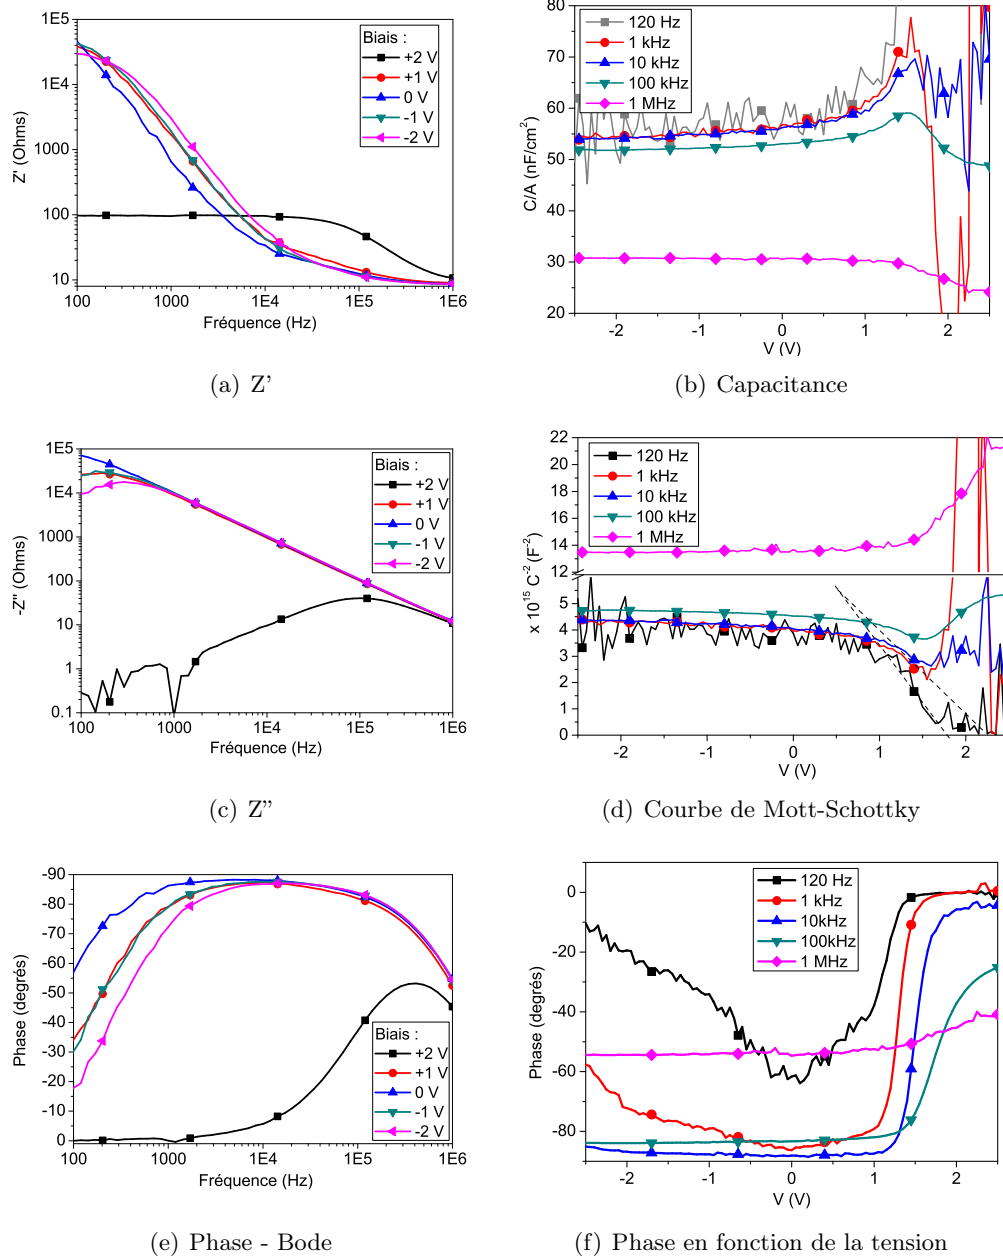 1E5
1E4
1000
100
10
Z' (Ohms)
Biais :
+2 V
+1 V
0 V
-1 V
-2 V
100 1000 1E4 1E5 1E6
Fréquence (Hz)
(a) Z’
80
70
60
50
40
30
20
C/A (nF/cm²)
120 Hz
1 kHz
10 kHz
100 kHz
1 MHz
-2 -1 0 1 2
V (V)
(b) Capacitance
1E5
1E4
1000
100
10
1
0.1
-Z'' (Ohms)
Biais :
+2 V
+1 V
0 V
-1 V
-2 V
100 1000 1E4 1E5 1E6
Fréquence (Hz)
(c) Z”
22
20
18
16
14
12
5
4
3
2
1
0
x 10¹⁵ C⁻² (F⁻²)
120 Hz
1 kHz
10 kHz
100 kHz
1 MHz
-2 -1 0 1 2
V (V)
(d) Courbe de Mott-Schottky
-90
-80
-70
-60
-50
-40
-30
-20
-10
0
Phase (degrés)
Biais :
+2 V
+1 V
0 V
-1 V
-2 V
100 1000 1E4 1E5 1E6
Fréquence (Hz)
(e) Phase - Bode
0
-20
-40
-60
-80
Phase (degrés)
120 Hz
1 kHz
10kHz
100kHz
1 MHz
-2 -1 0 1 2
V (V)
(f) Phase en fonction de la tension